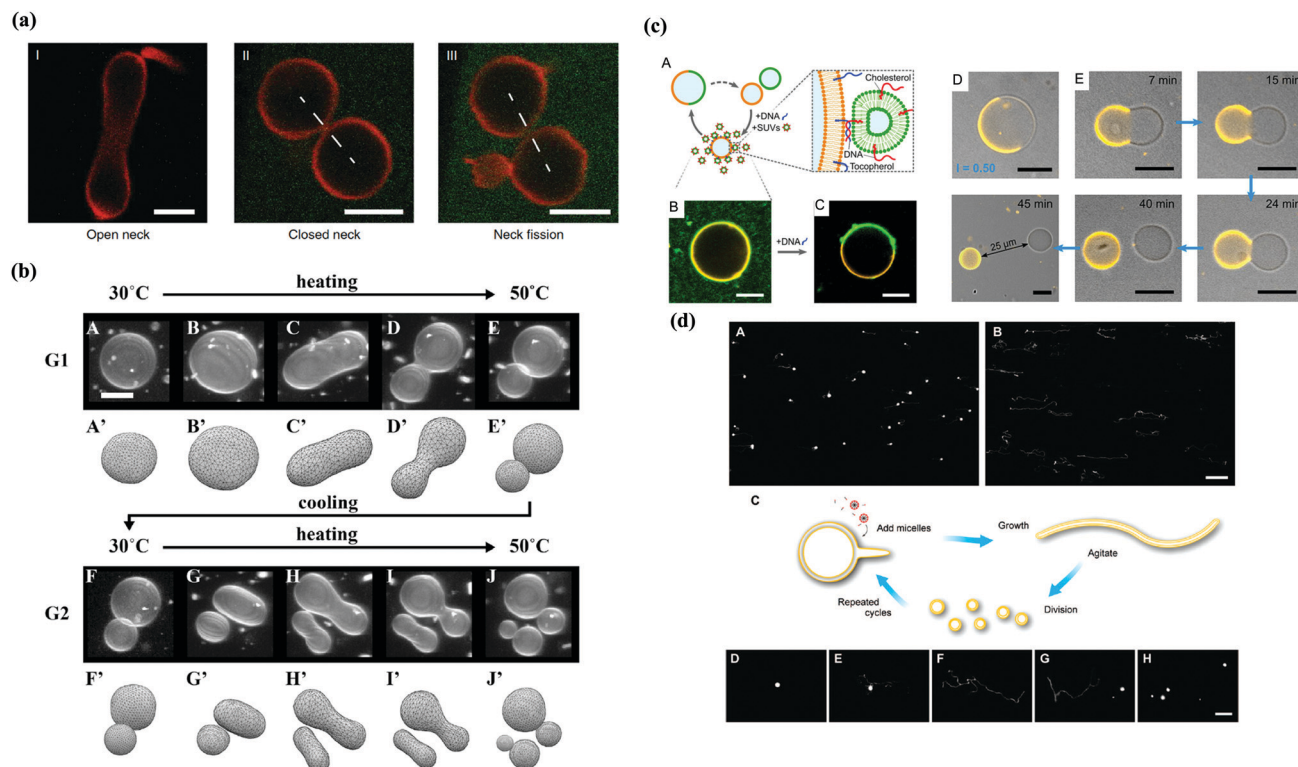 (a)
I
II
III
Open neck
Closed neck
Neck fission
(b)
30°C
heating
50°C
G1
A
B
C
D
E
A'
B'
C'
D'
E'
cooling
30°C
heating
50°C
G2
F
G
H
I
J
F'
G'
H'
I'
J'
(c)
A
+DNA
+SUVs
Cholesterol
DNA
Tocopherol
B
+DNA
C
D
I = 0.50
E
7 min
15 min
45 min
25 µm
40 min
24 min
(d)
A
B
C
Add micelles
Growth
Agitate
Division
Repeated
cycles
D
E
F
G
H